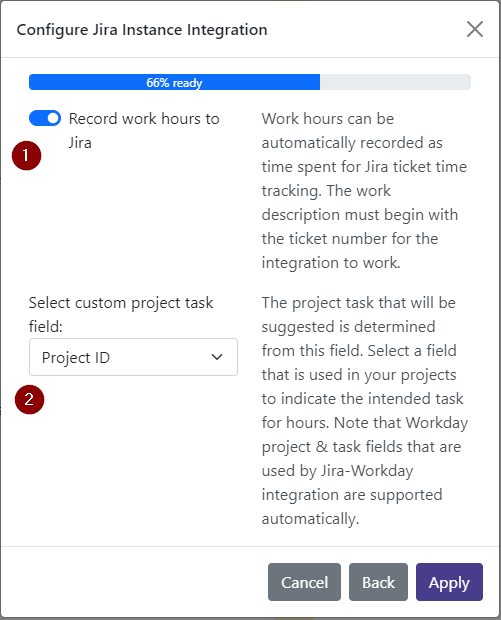 Configure Jira Instance Integration
66% ready
Record work hours to
Jira
1
Work hours can be
automatically recorded as
time spent for Jira ticket time
tracking. The work
description must begin with
the ticket number for the
integration to work.
Select custom project task
field:
Project ID
2
The project task that will be
suggested is determined
from this field. Select a field
that is used in your projects
to indicate the intended task
for hours. Note that Workday
project & task fields that are
used by Jira-Workday
integration are supported
automatically.
Cancel
Back
Apply